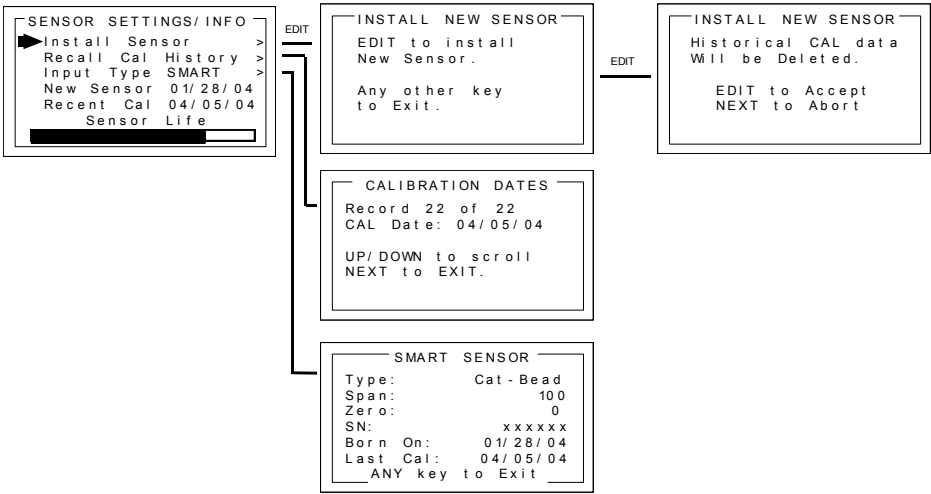 SENSOR SETTINGS/INFO
Install Sensor >
Recall Cal History >
Input Type SMART >
New Sensor 01/28/04
Recent Cal 04/05/04
Sensor Life
EDIT
INSTALL NEW SENSOR
EDIT to install
New Sensor.
Any other key
to Exit.
EDIT
INSTALL NEW SENSOR
Historical CAL data
Will be Deleted.
EDIT to Accept
NEXT to Abort
CALIBRATION DATES
Record 22 of 22
CAL Date: 04/05/04
UP/DOWN to scroll
NEXT to EXIT.
SMART SENSOR
Type: Cat-Bead
Span: 100
Zero: 0
SN: xxxxxx
Born On: 01/28/04
Last Cal: 04/05/04
ANY key to Exit